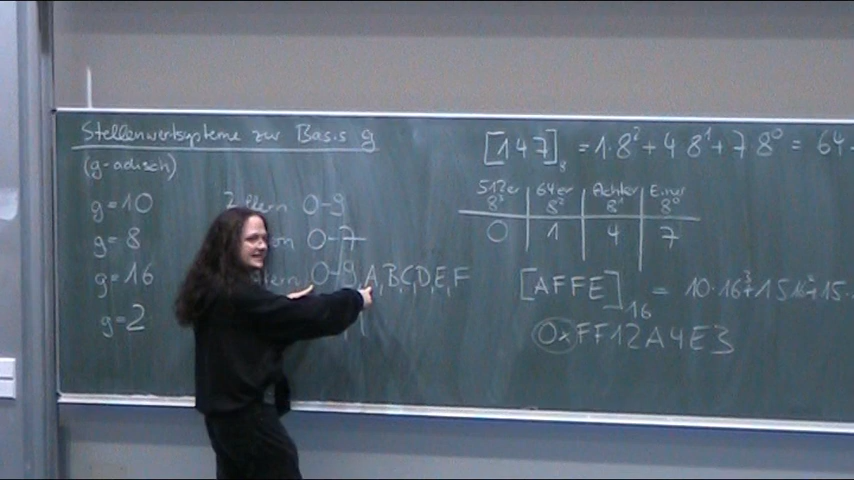 Stellenwertsysteme zur Basis g
(g-adisch)
g=10 Ziffern 0-9
g=8 0-7
g=16 0-9, A,B,C,D,E,F
g=2
[147]₈ = 1·8² + 4 8¹ + 7 8⁰ = 64
512er 64er Achter Einer
8³ 8² 8¹ 8⁰
0 1 4 7
[AFFE]₁₆ = 10·16³+15 16²+15·
0xFF12A4E3